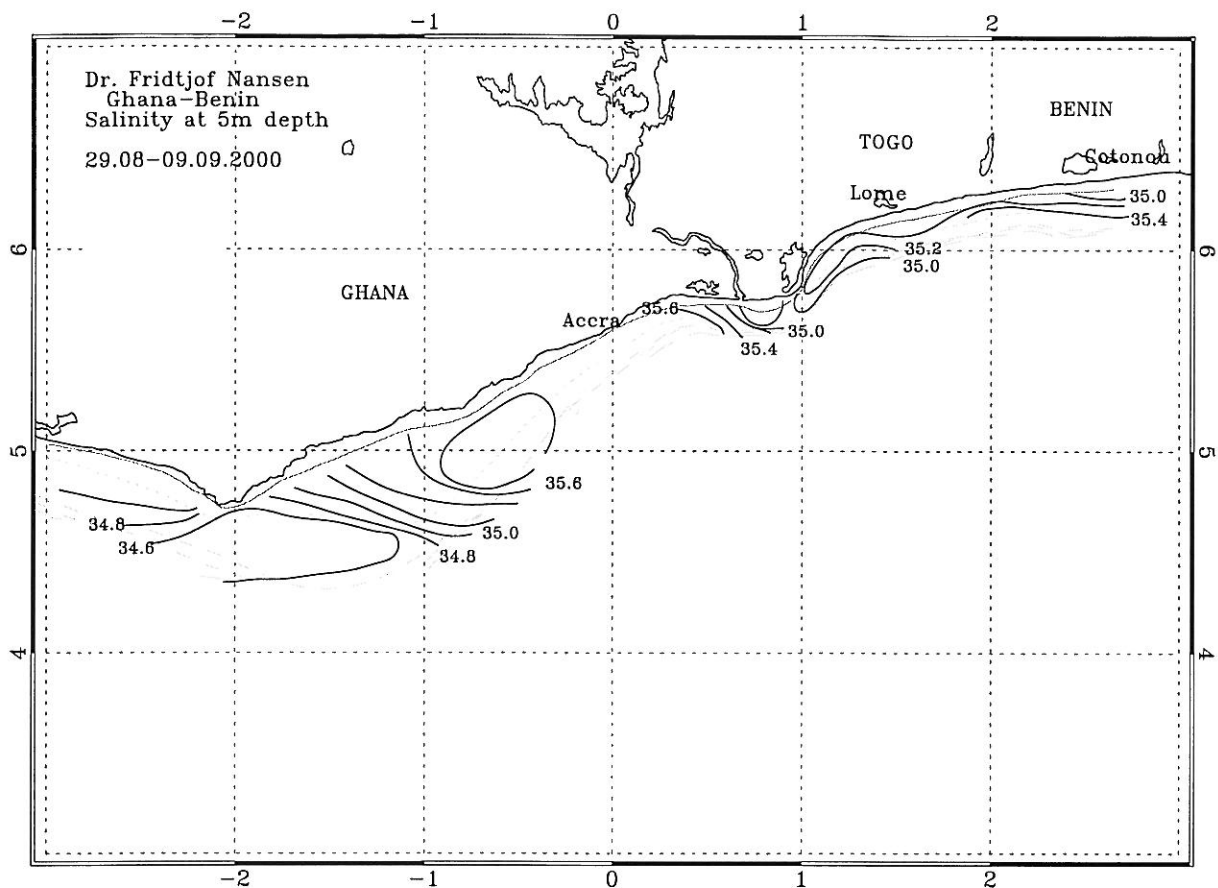 -2 -1 0 1 2
Dr. Fridtjof Nansen
Ghana-Benin
Salinity at 5m depth
29.08-09.09.2000
BENIN
TOGO
Cotonou
Lome
35.0
35.4
6
35.2
6
35.0
GHANA
35.6
Accra
35.0
35.4
5
5
35.6
34.8
35.0
34.6
34.8
4
4
-2 -1 0 1 2